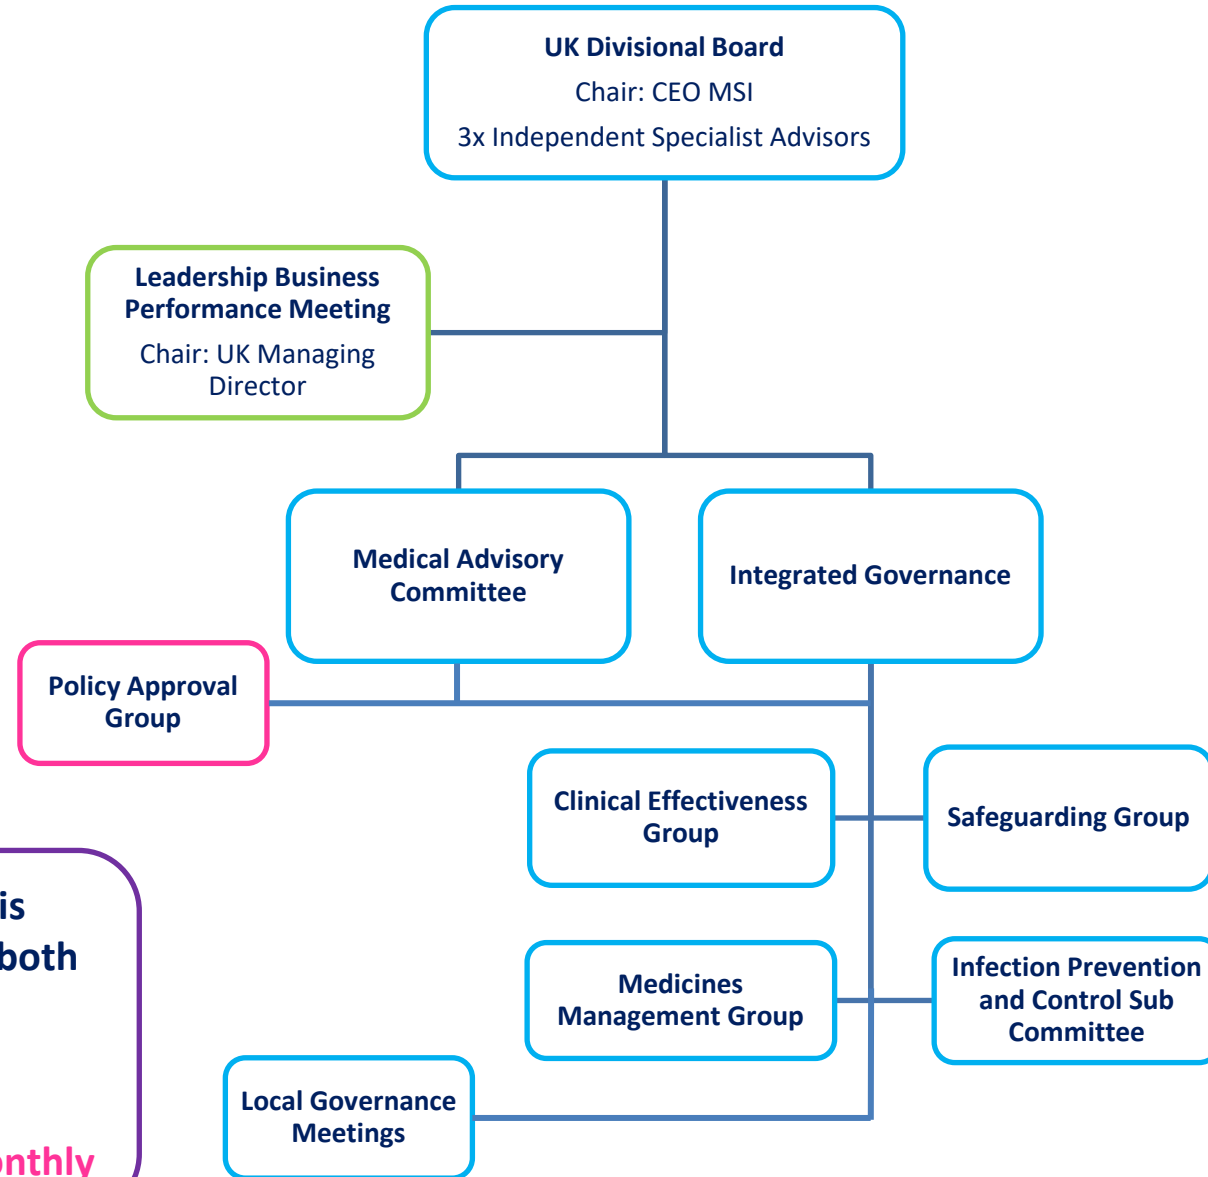 UK Divisional Board
Chair: CEO MSI
3x Independent Specialist Advisors
Leadership Business
Performance Meeting
Chair: UK Managing
Director
Medical Advisory
Committee
Integrated Governance
Policy Approval
Group
Clinical Effectiveness
Group
Safeguarding Group
is
both
Medicines
Management Group
Infection Prevention
and Control Sub
Committee
Local Governance
Meetings
onthly